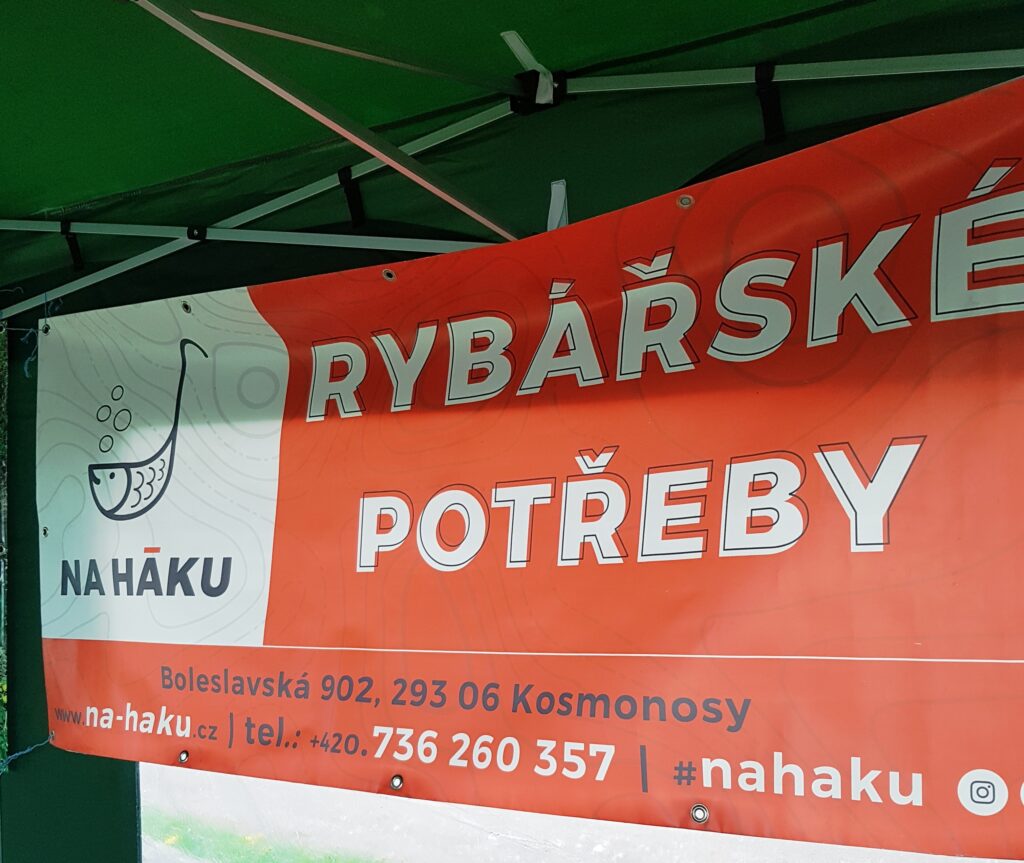 RYBÁŘSKÉ
POTŘEBY
NA HĀKU
Boleslavská 902, 293 06 Kosmonosy
www.na-haku.cz | tel.: +420.736 260 357 | #nahaku